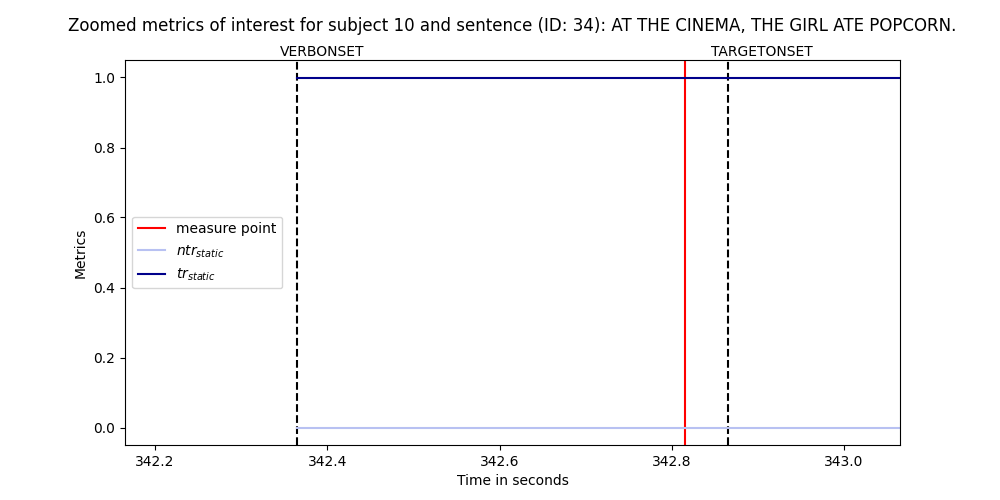 Zoomed metrics of interest for subject 10 and sentence (ID: 34): AT THE CINEMA, THE GIRL ATE POPCORN.
VERBONSET TARGETONSET
1.0
0.8
0.6
0.4
0.2
0.0
Metrics
measure point
ntr_static
tr_static
342.2 342.4 342.6 342.8 343.0
Time in seconds